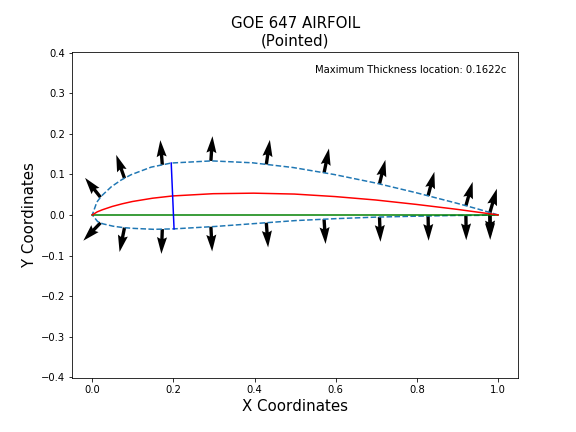 GOE 647 AIRFOIL
(Pointed)
Maximum Thickness location: 0.1622c
0.4
0.3
0.2
0.1
0.0
−0.1
−0.2
−0.3
−0.4
Y Coordinates
0.0 0.2 0.4 0.6 0.8 1.0
X Coordinates